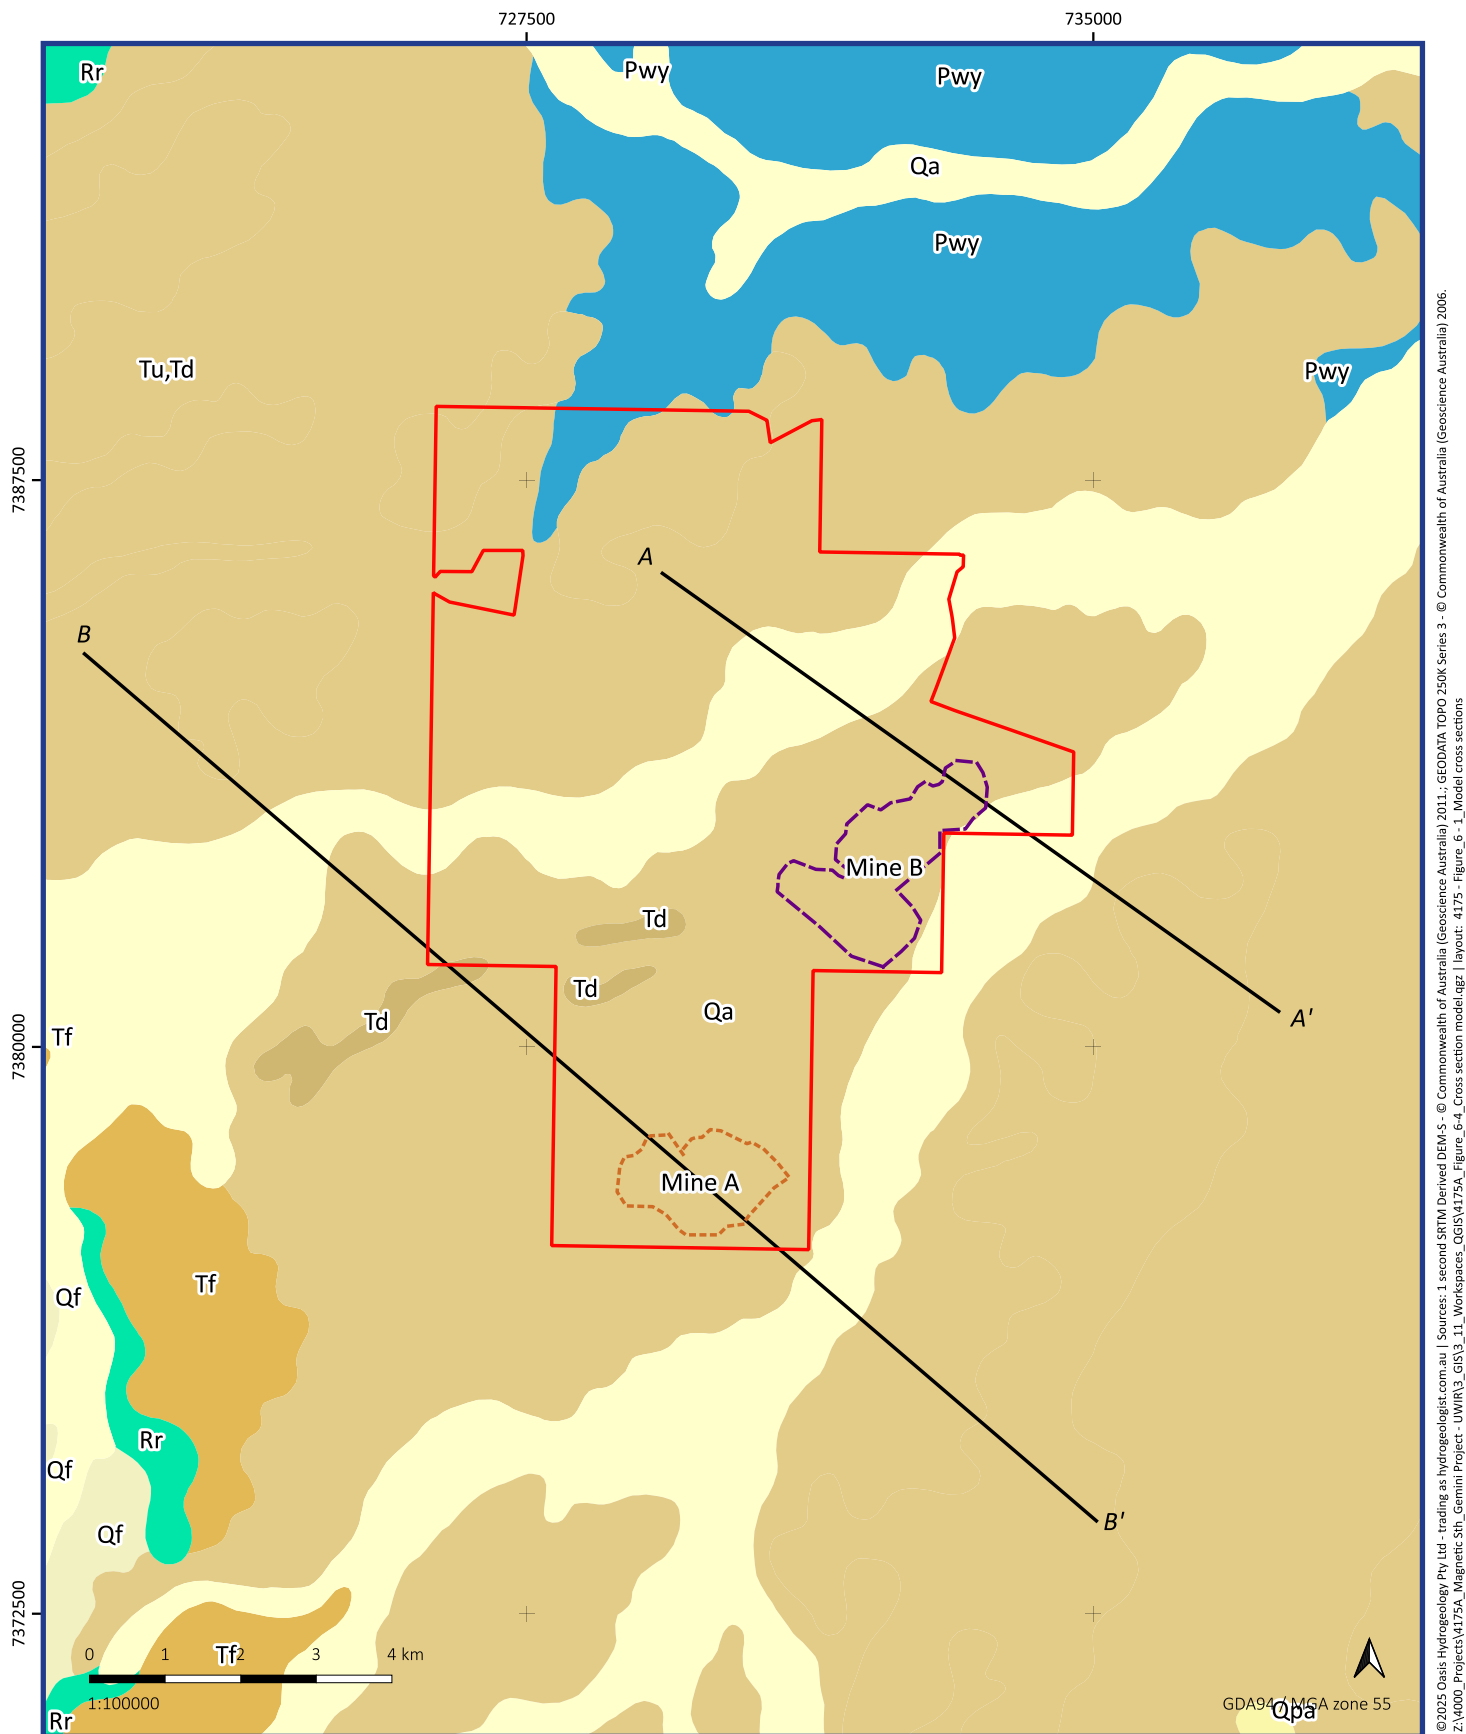 727500 735000
Rr
Pwy
Pwy
Qa
Pwy
Tu,Td
Pwy
7387500
A
B
Mine B
Td
Td
Qa
Td
A'
Tf
7380000
Mine A
Tf
Qf
Rr
Qf
B'
Qf
7372500
Tf
0 1 2 3 4 km
1:100000
GDA94 / MGA zone 55
Qpa
Rr
©2025 Oasis Hydrogeology Pty Ltd - trading as hydrogeologist.com.au | Sources: 1 second SRTM Derived DEM-S - © Commonwealth of Australia (Geoscience Australia) 2011.; GEODATA TOPO 250K Series 3 - © Commonwealth of Australia (Geoscience Australia) 2006.
Z:\4000_Projects\4175A_Magnetic Sth_Gemini Project - UWIR\3_GIS\3_11_Workspaces_QGIS\4175A_Figure_6-4_Cross section model.qgz | layout: 4175 - Figure_6 - 1_Model cross sections